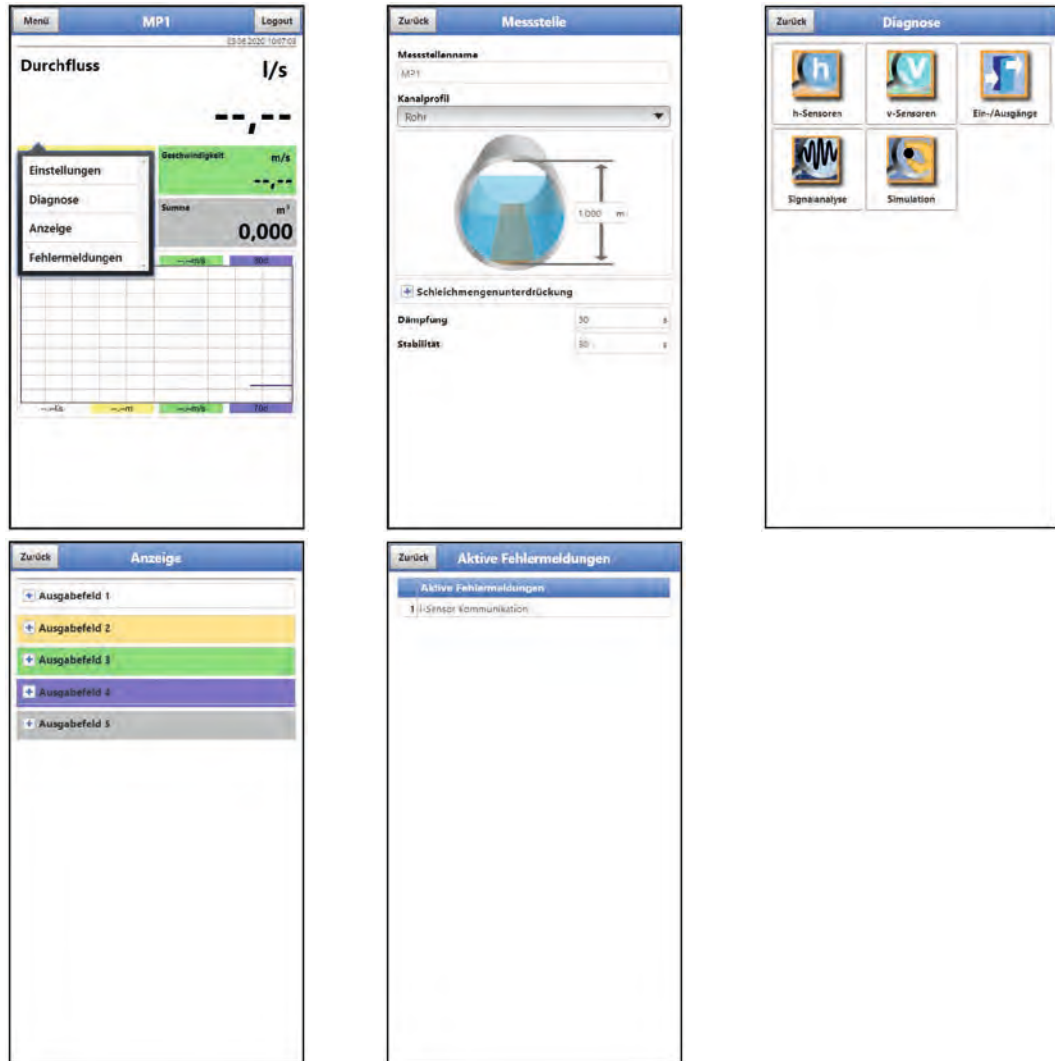 Menü MP1 Logout
Durchfluss l/s
--,--
Einstellungen
Diagnose
Anzeige
Fehlermeldungen
Geschwindigkeit m/s
--,--
Summe m³
0,000
Zurück Messstelle
Messstellenname
MP1
Kanalprofil
Rohr
1.000 m
Schleichmengenunterdrückung
Dämpfung 30 s
Stabilität 30 s
Zurück Diagnose
h
v
h-Sensoren v-Sensoren Ein-/Ausgänge
Signalanalyse Simulation
Zurück Anzeige
Ausgabefeld 1
Ausgabefeld 2
Ausgabefeld 3
Ausgabefeld 4
Ausgabefeld 5
Zurück Aktive Fehlermeldungen
Aktive Fehlermeldungen
1 Kommunikation